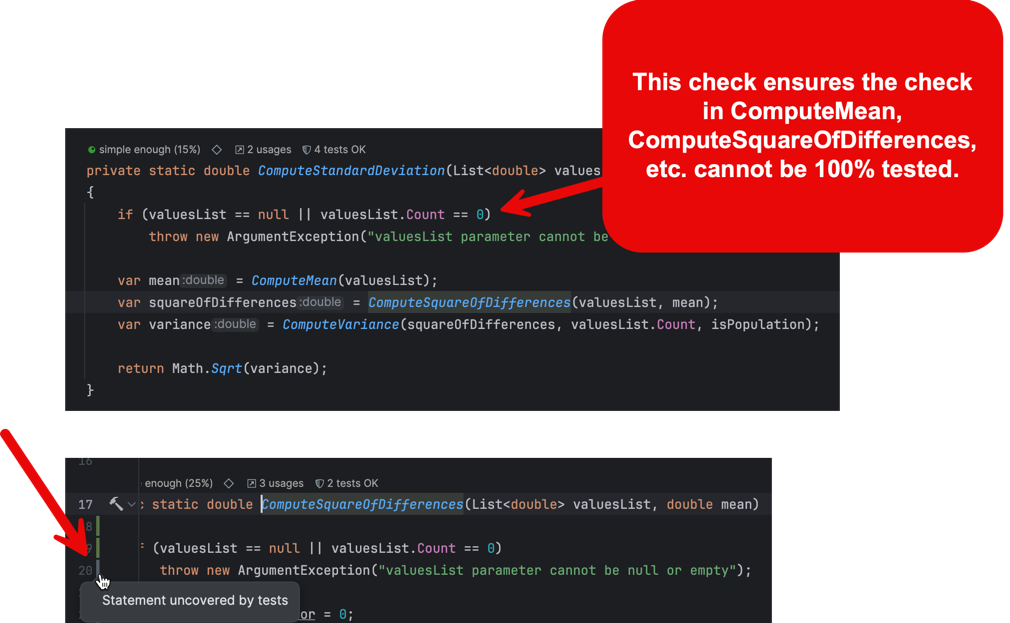 This check ensures the check
in ComputeMean,
ComputeSquareOfDifferences,
etc. cannot be 100% tested.
simple enough (15%) 2 usages 4 tests OK
private static double ComputeStandardDeviation(List<double> values
{
if (valuesList == null || valuesList.Count == 0)
throw new ArgumentException("valuesList parameter cannot be
var mean:double = ComputeMean(valuesList);
var squareOfDifferences:double = ComputeSquareOfDifferences(valuesList, mean);
var variance:double = ComputeVariance(squareOfDifferences, valuesList.Count, isPopulation);
return Math.Sqrt(variance);
}
16
enough (25%) 3 usages 2 tests OK
17 : static double ComputeSquareOfDifferences(List<double> valuesList, double mean)
8
9 f (valuesList == null || valuesList.Count == 0)
20 throw new ArgumentException("valuesList parameter cannot be null or empty");
Statement uncovered by tests
or = 0;